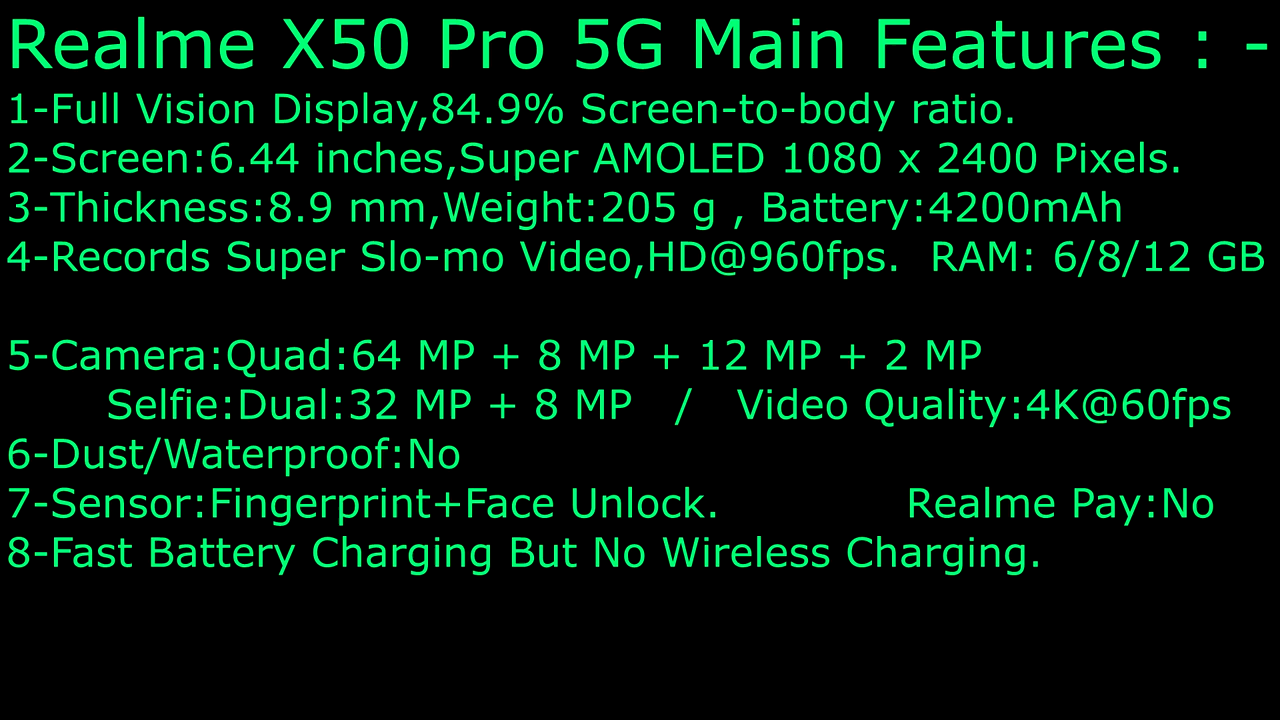 Realme X50 Pro 5G Main Features : -
1-Full Vision Display,84.9% Screen-to-body ratio.
2-Screen:6.44 inches,Super AMOLED 1080 x 2400 Pixels.
3-Thickness:8.9 mm,Weight:205 g , Battery:4200mAh
4-Records Super Slo-mo Video,HD@960fps. RAM: 6/8/12 GB
5-Camera:Quad:64 MP + 8 MP + 12 MP + 2 MP
Selfie:Dual:32 MP + 8 MP / Video Quality:4K@60fps
6-Dust/Waterproof:No
7-Sensor:Fingerprint+Face Unlock. Realme Pay:No
8-Fast Battery Charging But No Wireless Charging.